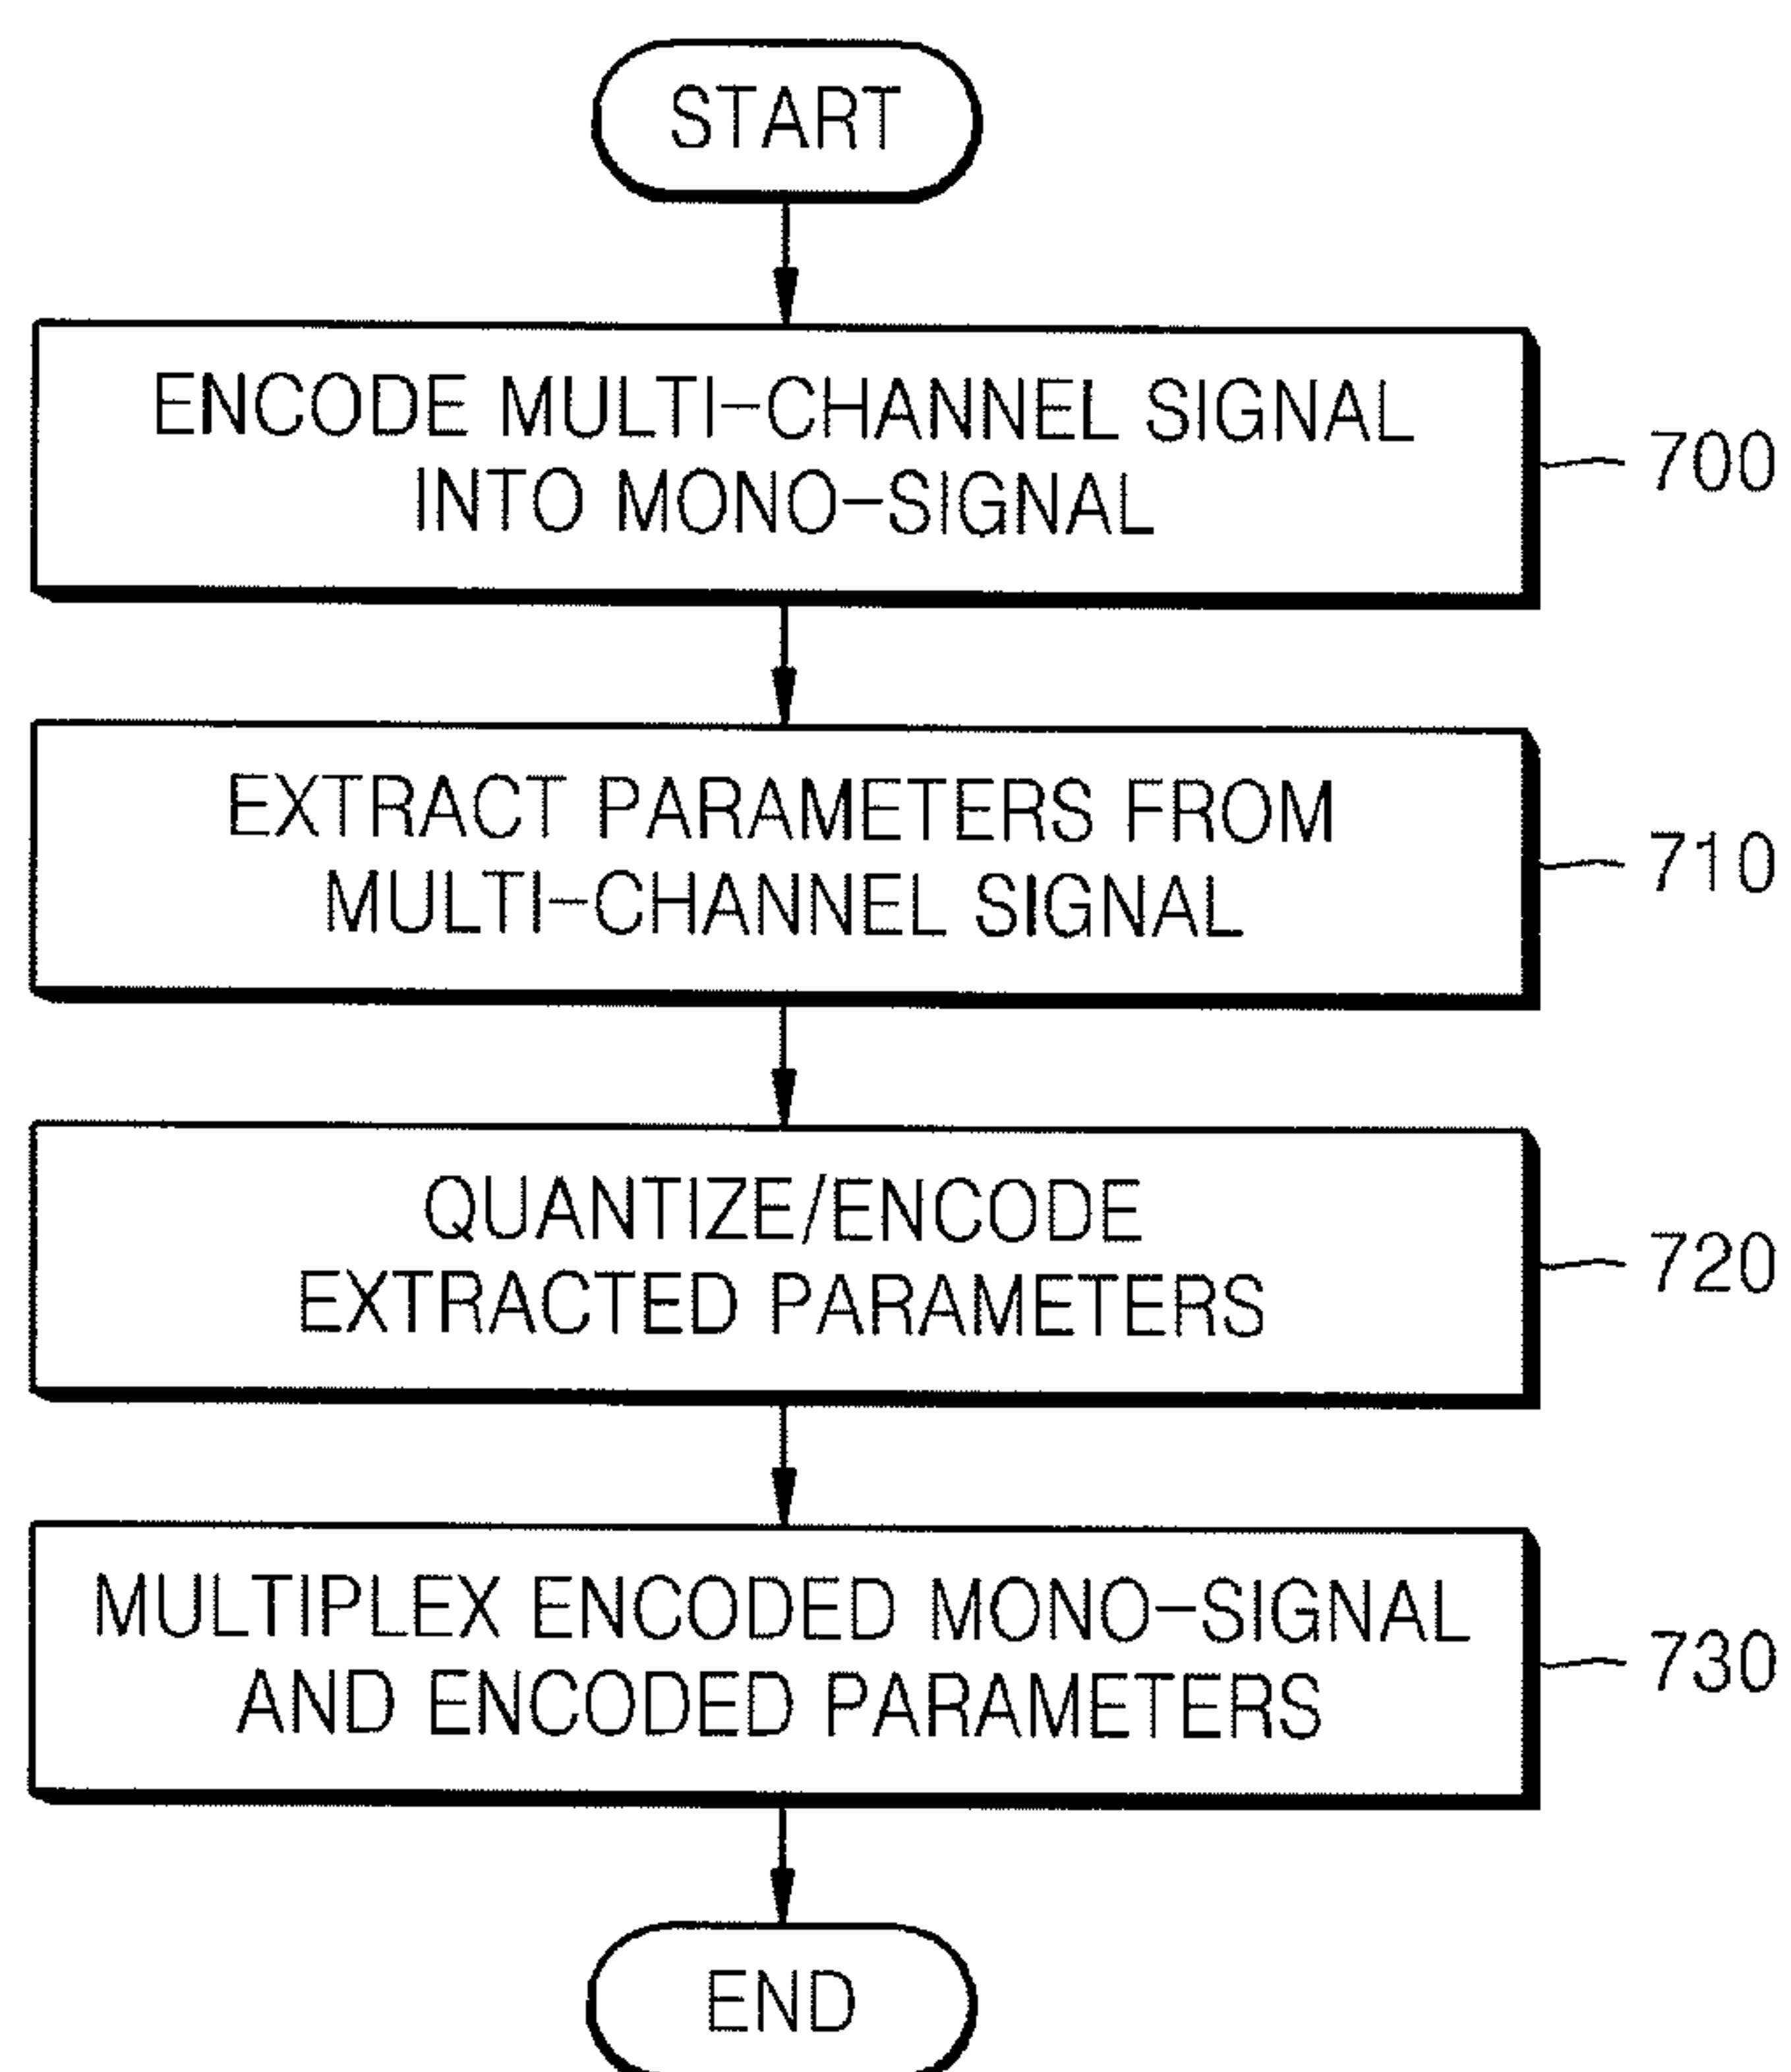 START
ENCODE MULTI-CHANNEL SIGNAL
INTO MONO-SIGNAL
700
EXTRACT PARAMETERS FROM
MULTI-CHANNEL SIGNAL
710
QUANTIZE/ENCODE
EXTRACTED PARAMETERS
720
MULTIPLEX ENCODED MONO-SIGNAL
AND ENCODED PARAMETERS
730
END